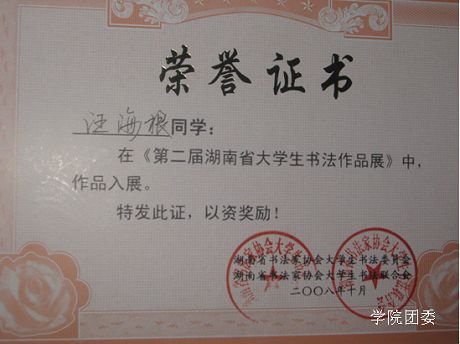 荣誉证书
汪海根同学：
在《第二届湖南省大学生书法作品展》中，
作品入展。
特发此证，以资奖励！
湖南省书法家协会大学生书法委员会
湖南省书法家协会大学生书法联合会
二〇〇八年十月
学院团委